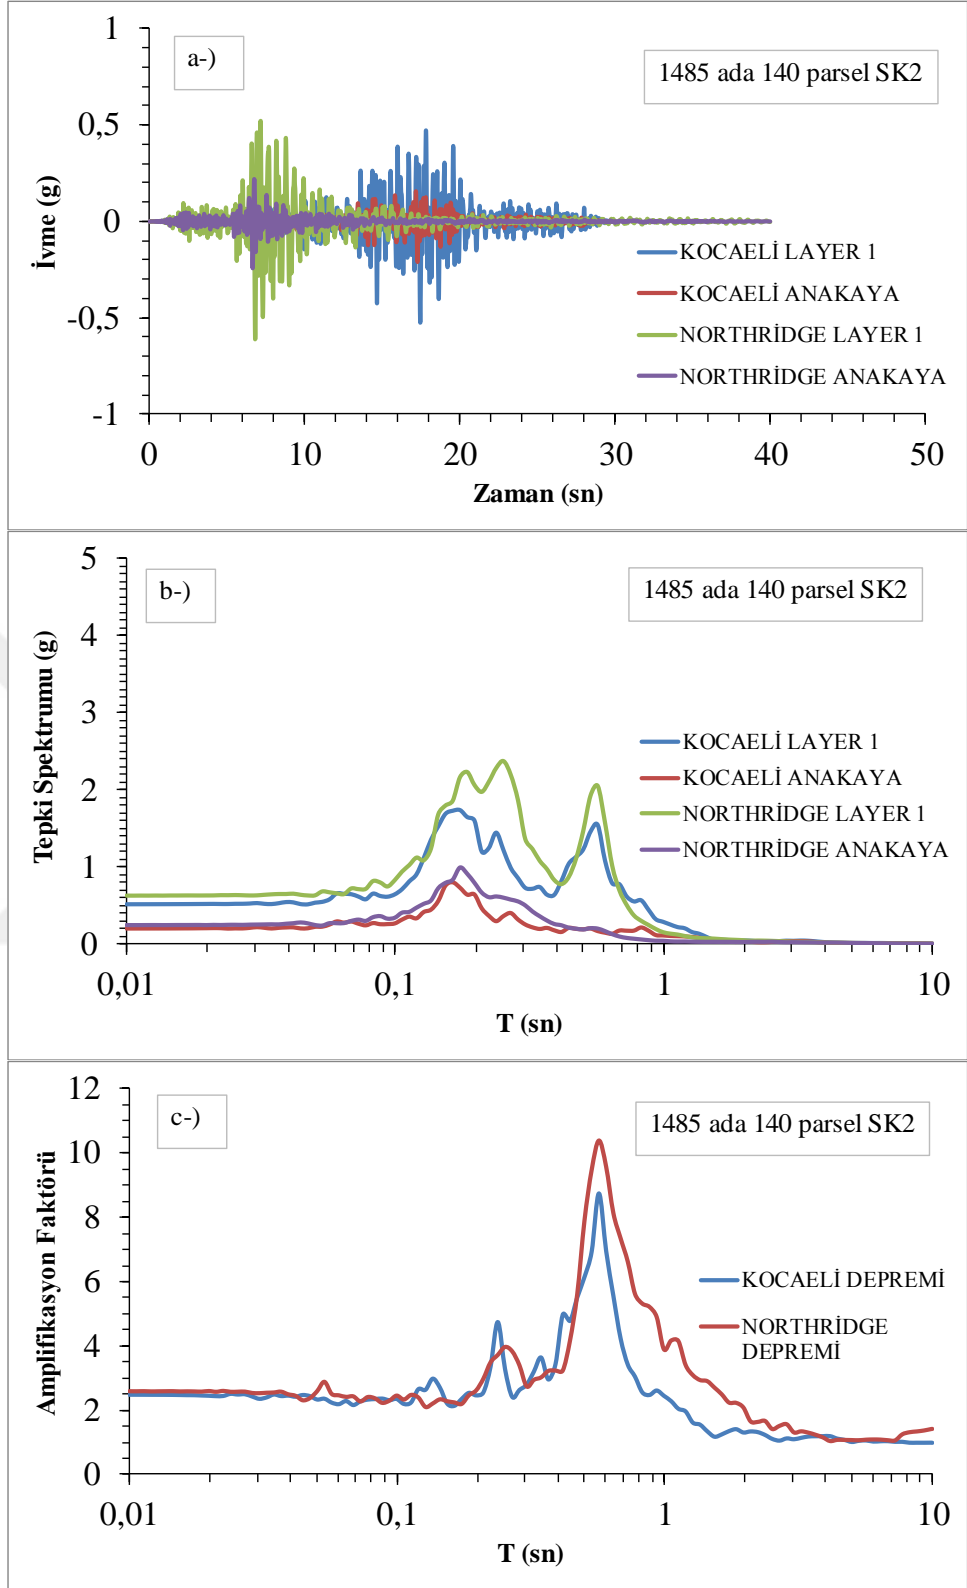 a-)
1485 ada 140 parsel SK2
1
0,5
0
-0,5
-1
İvme (g)
KOCAELİ LAYER 1
KOCAELİ ANAKAYA
NORTHRİDGE LAYER 1
NORTHRİDGE ANAKAYA
0 10 20 30 40 50
Zaman (sn)
b-)
1485 ada 140 parsel SK2
5
4
3
2
1
0
Tepki Spektrumu (g)
KOCAELİ LAYER 1
KOCAELİ ANAKAYA
NORTHRİDGE LAYER 1
NORTHRİDGE ANAKAYA
0,01 0,1 1 10
T (sn)
c-)
1485 ada 140 parsel SK2
12
10
8
6
4
2
0
Amplifikasyon Faktörü
KOCAELİ DEPREMİ
NORTHRİDGE
DEPREMİ
0,01 0,1 1 10
T (sn)